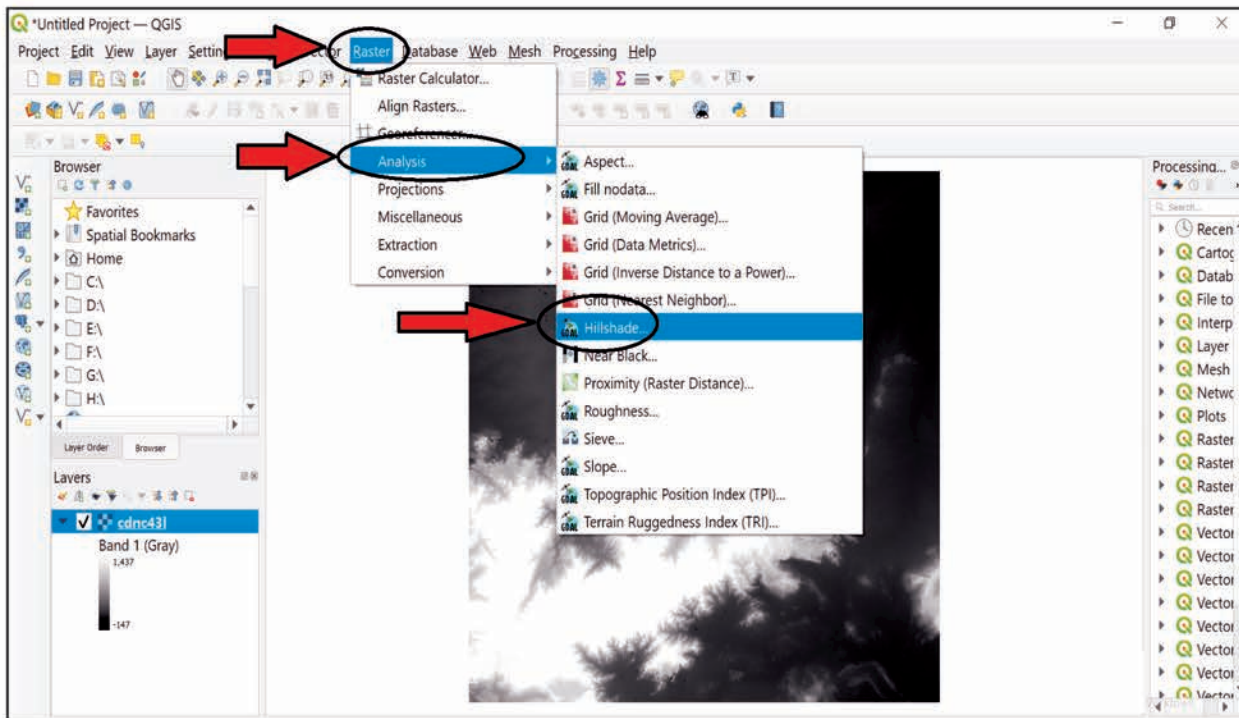 *Untitled Project — QGIS
Project Edit View Layer Raster Database Web Mesh Processing Help
Raster Calculator...
Align Rasters...
Georeferencer...
Analysis
Projections
Miscellaneous
Extraction
Conversion
Aspect...
Fill nodata...
Grid (Moving Average)...
Grid (Data Metrics)...
Grid (Inverse Distance to a Power)...
Grid (Nearest Neighbor)...
Hillshade...
Near Black...
Proximity (Raster Distance)...
Roughness...
Sieve...
Slope...
Topographic Position Index (TPI)...
Terrain Ruggedness Index (TRI)...
Browser
Favorites
Spatial Bookmarks
Home
C:\
D:\
E:\
F:\
G:\
H:\
Layer Order Browser
Layers
cdnc43l
Band 1 (Gray)
1,437
-147
Processing...
Search...
Recen
Cartog
Datab
File to
Interp
Layer
Mesh
Netwo
Plots
Raster
Raster
Raster
Raster
Vector
Vector
Vector
Vector
Vector
Vector
Vector
Vector